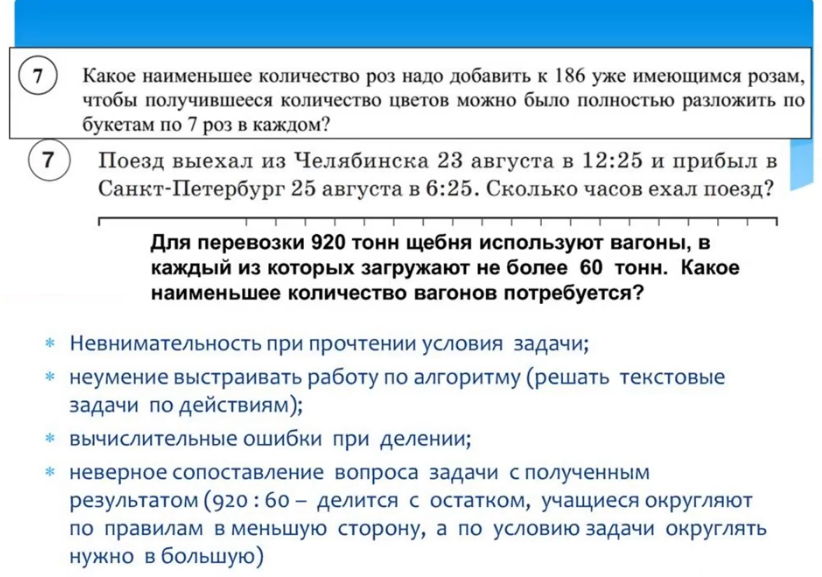 7 Какое наименьшее количество роз надо добавить к 186 уже имеющимся розам,
чтобы получившееся количество цветов можно было полностью разложить по
букетам по 7 роз в каждом?
7 Поезд выехал из Челябинска 23 августа в 12:25 и прибыл в
Санкт-Петербург 25 августа в 6:25. Сколько часов ехал поезд?
Для перевозки 920 тонн щебня используют вагоны, в
каждый из которых загружают не более 60 тонн. Какое
наименьшее количество вагонов потребуется?
* Невнимательность при прочтении условия задачи;
* неумение выстраивать работу по алгоритму (решать текстовые
задачи по действиям);
* вычислительные ошибки при делении;
* неверное сопоставление вопроса задачи с полученным
результатом (920 : 60 – делится с остатком, учащиеся округляют
по правилам в меньшую сторону, а по условию задачи округлять
нужно в большую)